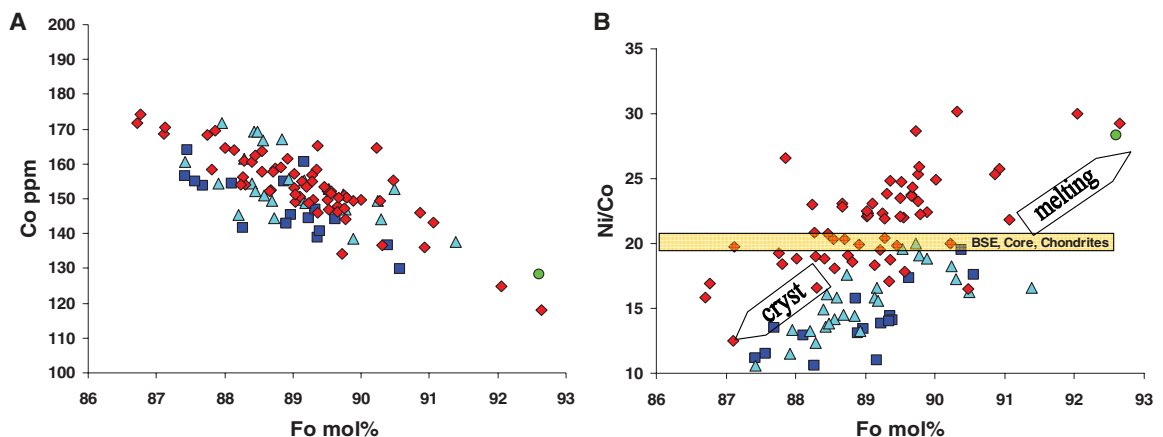 A
Co ppm
200
190
180
170
160
150
140
130
120
110
100
86 87 88 89 90 91 92 93
Fo mol%
B
Ni/Co
35
30
25
20
15
10
BSE, Core, Chondrites
melting
cryst
86 87 88 89 90 91 92 93
Fo mol%